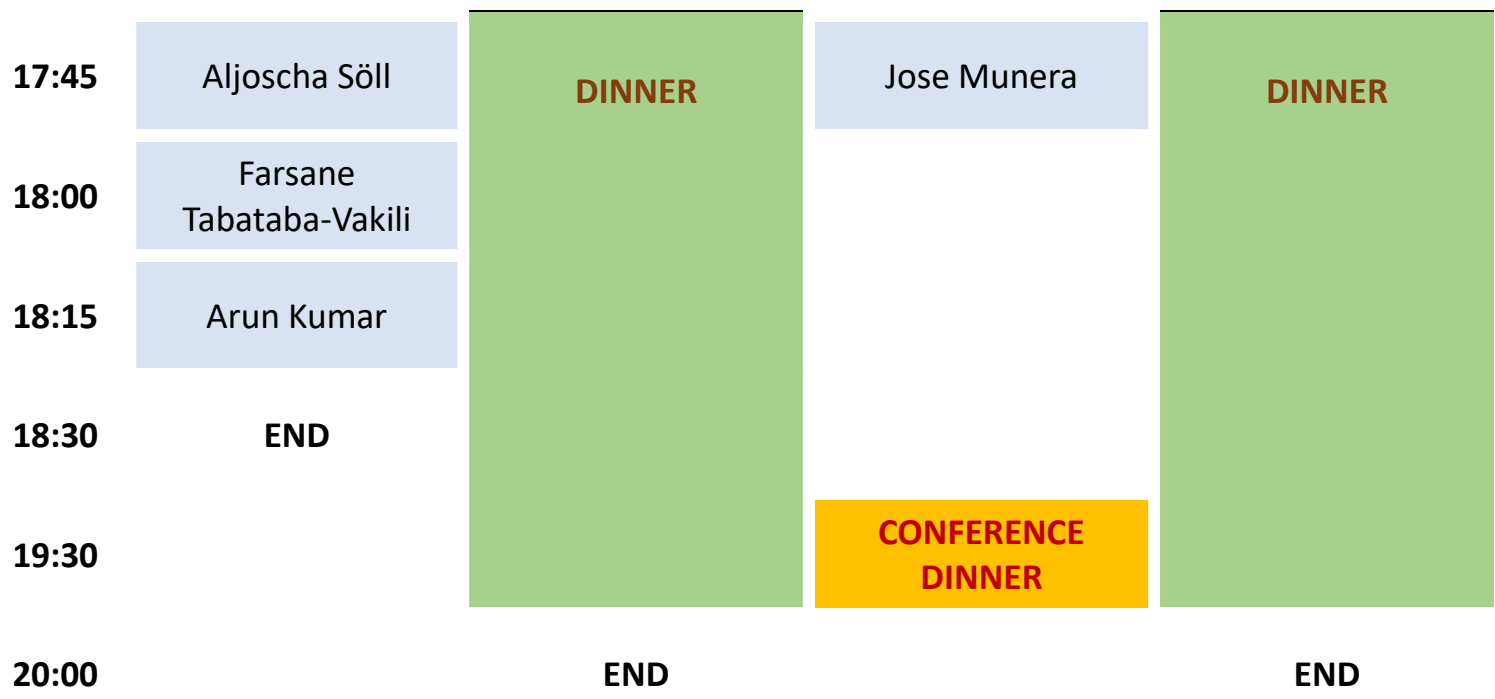 17:45 Aljoscha Söll DINNER Jose Munera DINNER
18:00 Farsane
Tabataba-Vakili
18:15 Arun Kumar
18:30 END
19:30 CONFERENCE
DINNER
20:00 END END